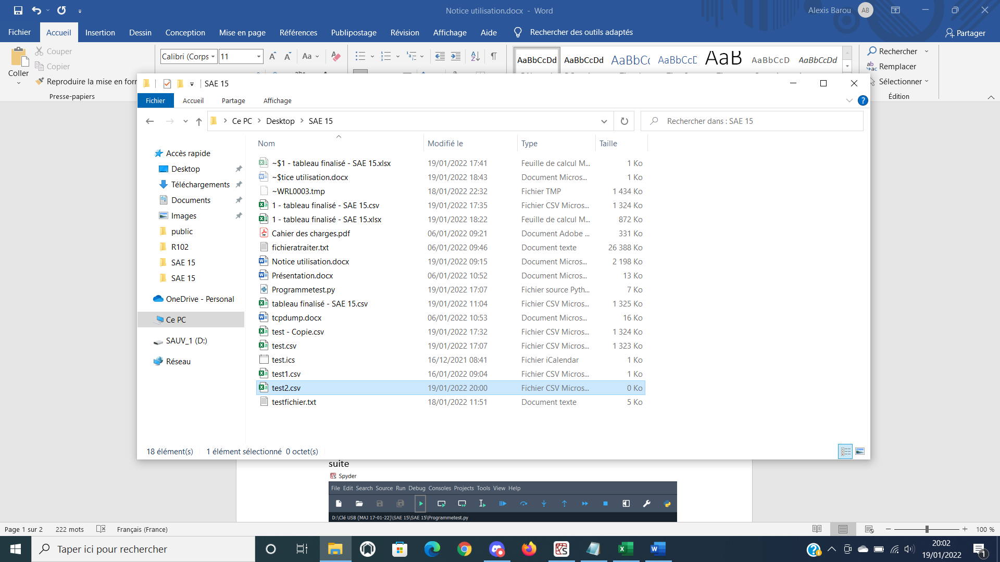 Notice utilisation.docx - Word
Alexis Barou AB
Fichier Accueil Insertion Dessin Conception Mise en page Références Publipostage Révision Affichage Aide Rechercher des outils adaptés Partager
Couper
Copier
Coller
Reproduire la mise en forr
Presse-papiers
Calibri (Corps 11
Aa
AaBbCcDd AaBbCcDd AaBbC AaBbCcD AaB AaBbCcD AaBbCcDd
Rechercher
Remplacer
Sélectionner
Édition
SAE 15
Fichier Accueil Partage Affichage
Ce PC Desktop SAE 15
Rechercher dans : SAE 15
Accès rapide
Desktop
Téléchargements
Documents
Images
public
R102
SAE 15
SAE 15
OneDrive - Personal
Ce PC
SAUV_1 (D:)
Réseau
Nom Modifié le Type Taille
~$1 - tableau finalisé - SAE 15.xlsx 19/01/2022 17:41 Feuille de calcul M... 1 Ko
~$tice utilisation.docx 19/01/2022 18:43 Document Micros... 1 Ko
~WRL0003.tmp 18/01/2022 22:32 Fichier TMP 1 434 Ko
1 - tableau finalisé - SAE 15.csv 19/01/2022 17:35 Fichier CSV Micros... 1 324 Ko
1 - tableau finalisé - SAE 15.xlsx 19/01/2022 18:22 Feuille de calcul M... 872 Ko
Cahier des charges.pdf 06/01/2022 09:21 Document Adobe ... 331 Ko
fichieratraiter.txt 06/01/2022 09:46 Document texte 26 388 Ko
Notice utilisation.docx 19/01/2022 09:15 Document Micros... 2 198 Ko
Présentation.docx 06/01/2022 10:52 Document Micros... 13 Ko
Programmetest.py 19/01/2022 17:07 Fichier source Pyth... 7 Ko
tableau finalisé - SAE 15.csv 19/01/2022 11:04 Fichier CSV Micros... 1 325 Ko
tcpdump.docx 06/01/2022 10:53 Document Micros... 16 Ko
test - Copie.csv 19/01/2022 17:32 Fichier CSV Micros... 1 324 Ko
test.csv 19/01/2022 17:07 Fichier CSV Micros... 1 323 Ko
test.ics 16/12/2021 08:41 Fichier iCalendar 1 Ko
test1.csv 16/01/2022 09:04 Fichier CSV Micros... 1 Ko
test2.csv 19/01/2022 20:00 Fichier CSV Micros... 0 Ko
testfichier.txt 18/01/2022 11:51 Document texte 5 Ko
18 élément(s) 1 élément sélectionné 0 octet(s)
suite
Spyder
File Edit Search Source Run Debug Consoles Projects Tools View Help
D:\Clé USB (MAJ 17-01-22)\SAE 15\SAE 15\Programmetest.py
Page 1 sur 2 222 mots Français (France) 100 %
Taper ici pour rechercher
20:02
19/01/2022
1